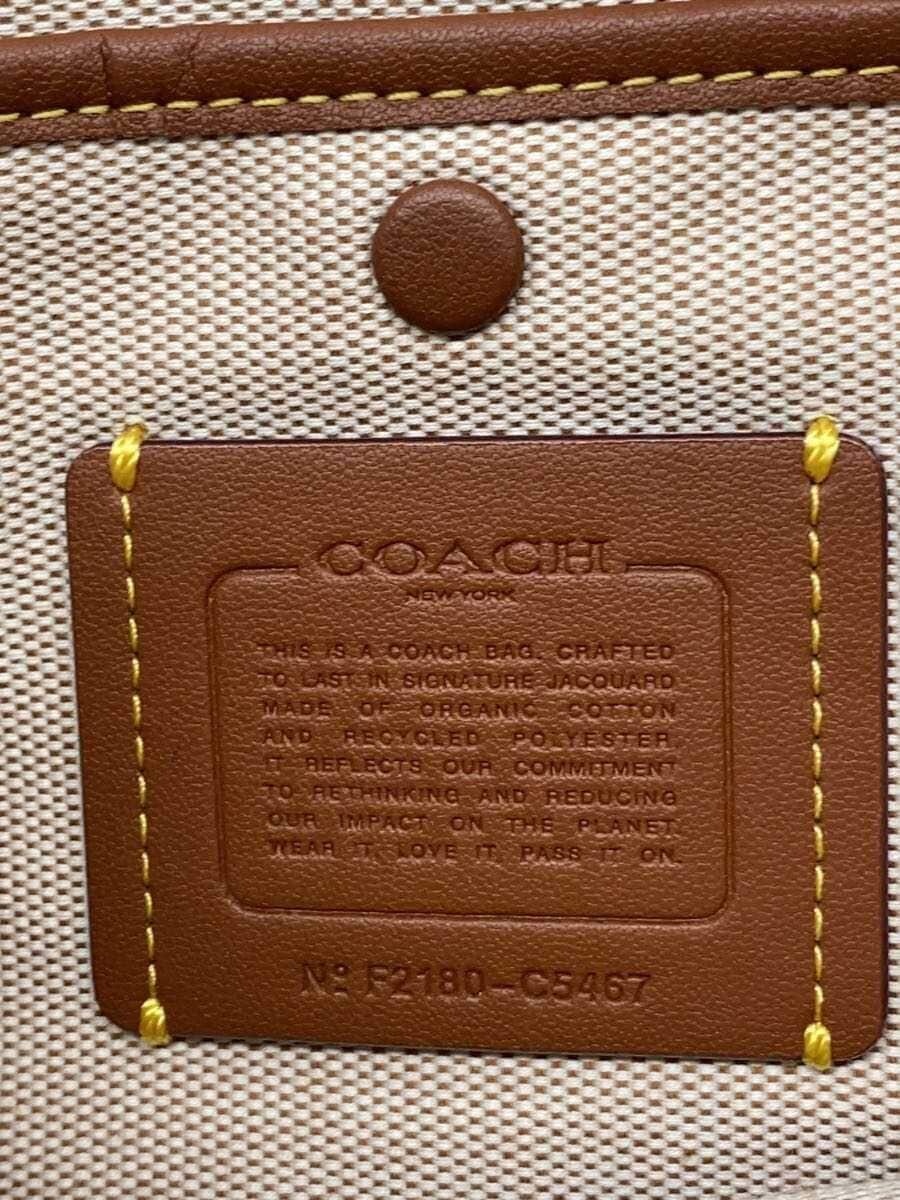 COACH
NEW YORK
THIS IS A COACH BAG. CRAFTED
TO LAST IN SIGNATURE JACQUARD
MADE OF ORGANIC COTTON
AND RECYCLED POLYESTER.
IT REFLECTS OUR COMMITMENT
TO RETHINKING AND REDUCING
OUR IMPACT ON THE PLANET.
WEAR IT, LOVE IT, PASS IT ON.
Nº F2180-C5467